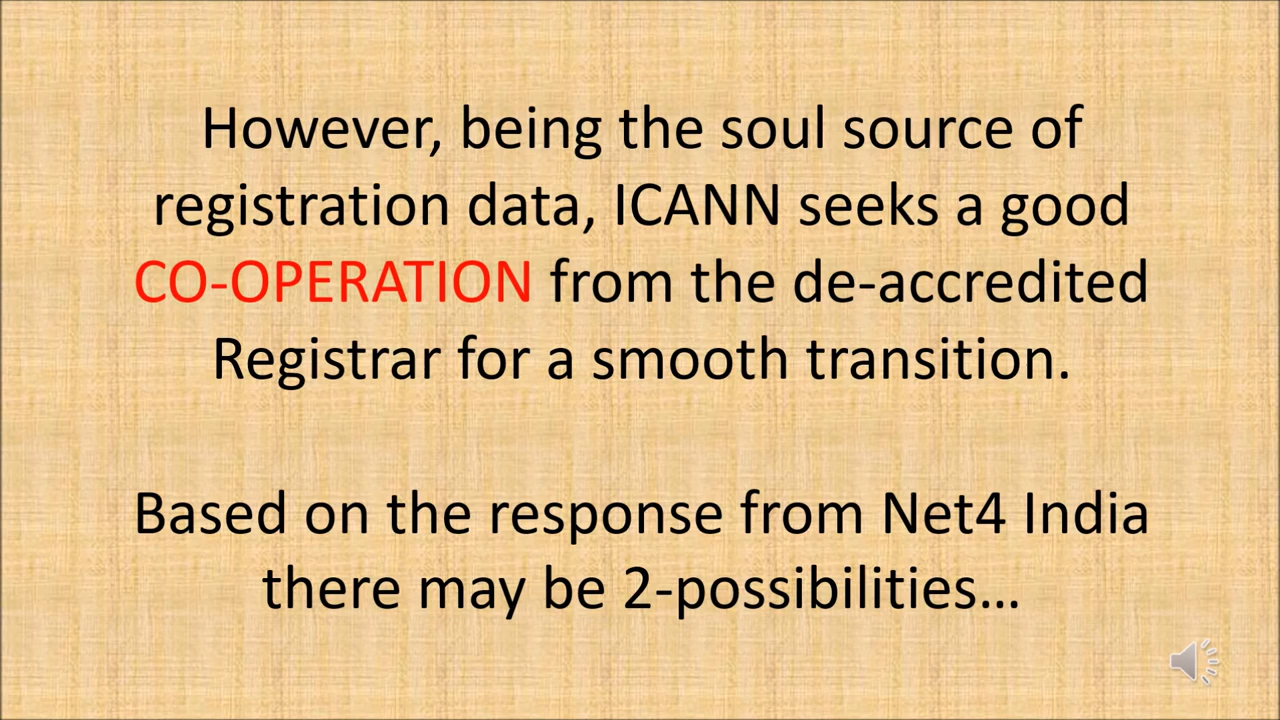 However, being the soul source of
registration data, ICANN seeks a good
CO-OPERATION from the de-accredited
Registrar for a smooth transition.
Based on the response from Net4 India
there may be 2-possibilities...